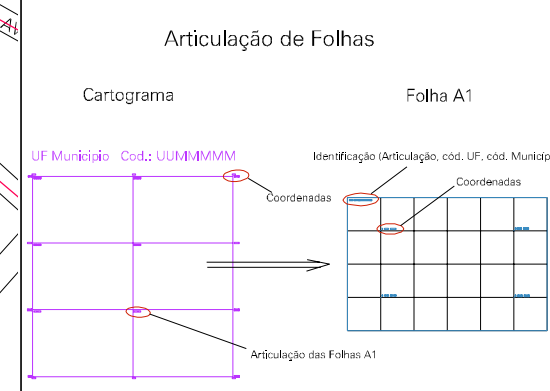 Articulação de Folhas
Cartograma
Folha A1
UF Municipio Cod.: UUMMMMM
Identificação (Articulação, cód. UF, cód. Municíp
Coordenadas
Coordenadas
Articulação das Folhas A1